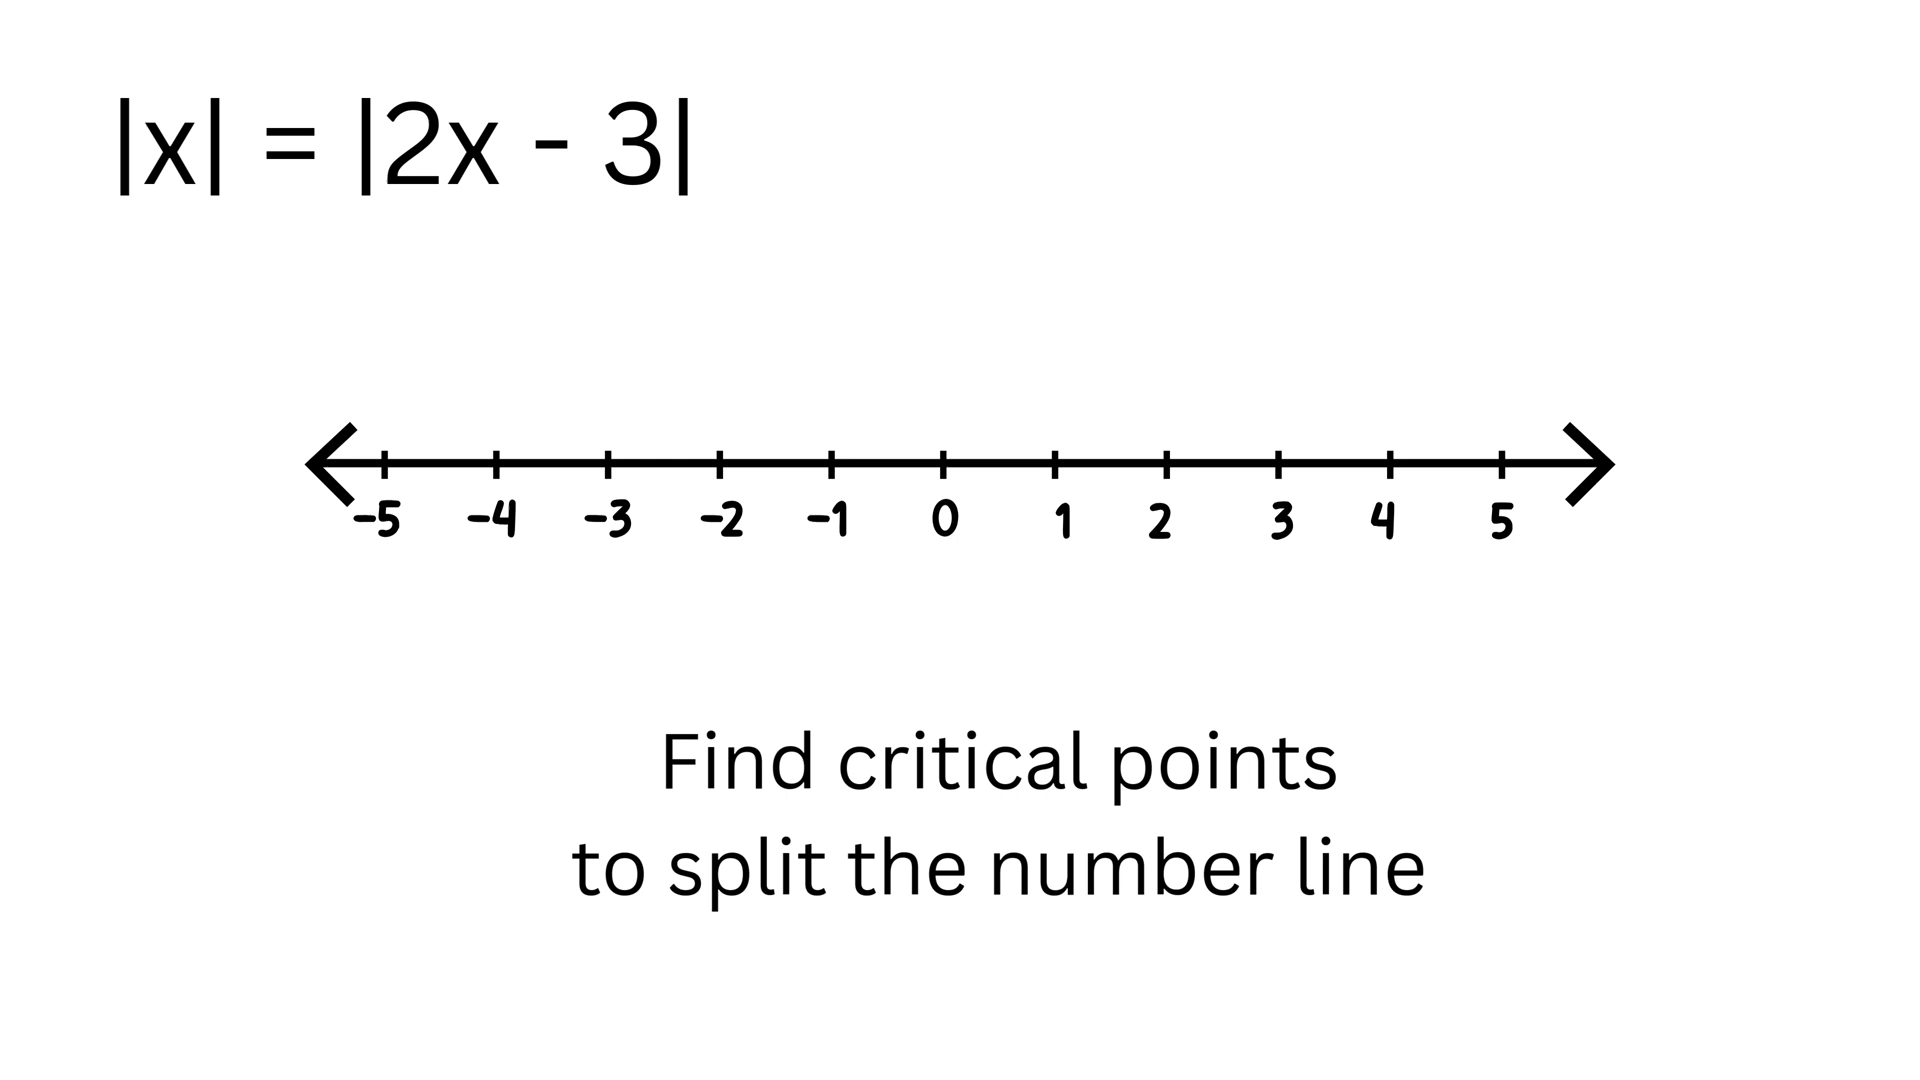 |x| = |2x - 3|
-5 -4 -3 -2 -1 0 1 2 3 4 5
Find critical points
to split the number line